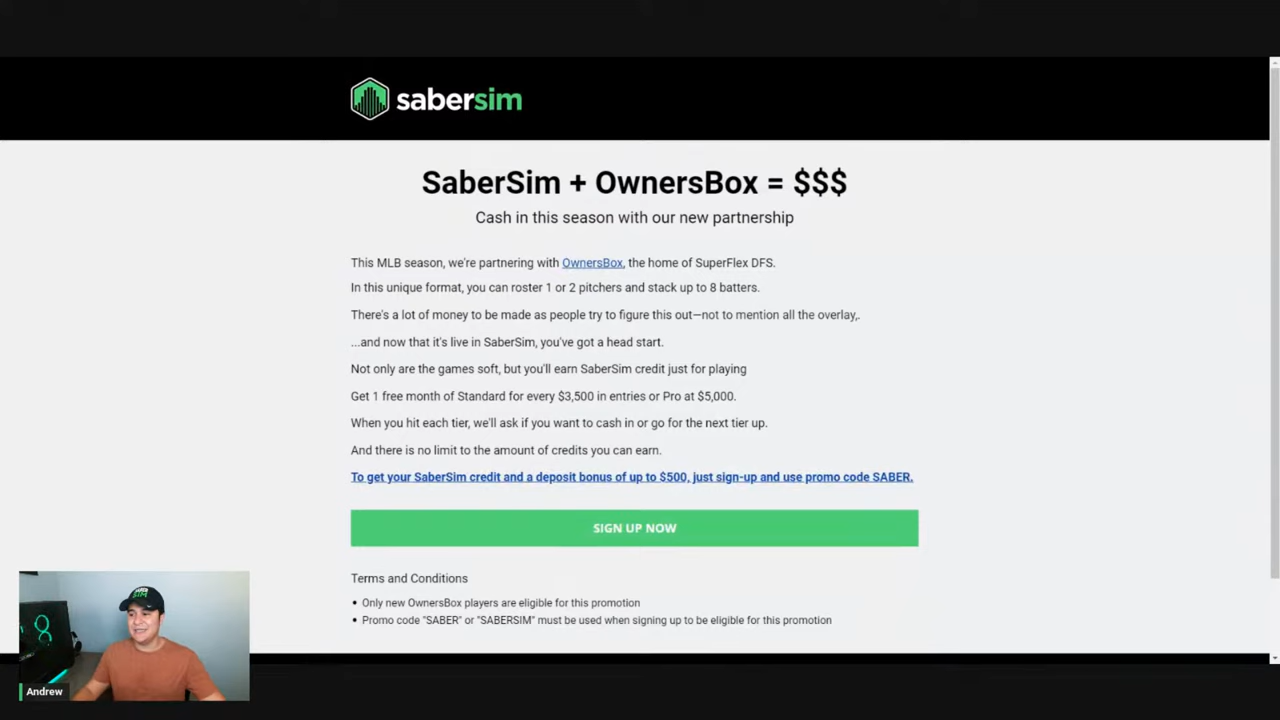 sabersim
SaberSim + OwnersBox = $$$
Cash in this season with our new partnership
This MLB season, we're partnering with OwnersBox, the home of SuperFlex DFS.
In this unique format, you can roster 1 or 2 pitchers and stack up to 8 batters.
There's a lot of money to be made as people try to figure this out—not to mention all the overlay,.
...and now that it's live in SaberSim, you've got a head start.
Not only are the games soft, but you'll earn SaberSim credit just for playing
Get 1 free month of Standard for every $3,500 in entries or Pro at $5,000.
When you hit each tier, we'll ask if you want to cash in or go for the next tier up.
And there is no limit to the amount of credits you can earn.
To get your SaberSim credit and a deposit bonus of up to $500, just sign-up and use promo code SABER.
SIGN UP NOW
Terms and Conditions
• Only new OwnersBox players are eligible for this promotion
• Promo code "SABER" or "SABERSIM" must be used when signing up to be eligible for this promotion
Andrew